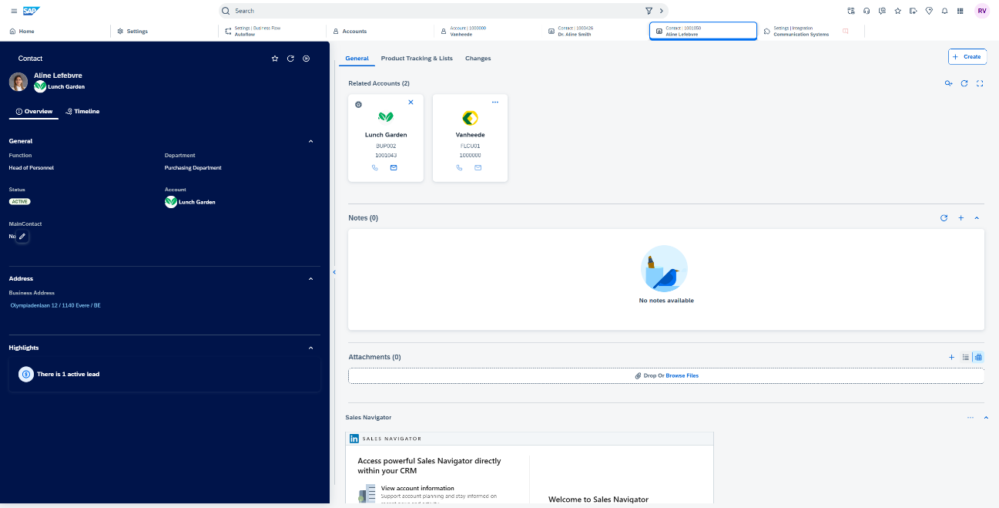 SAP
Search
RV
Home
Settings
Settings | Business Flow
Autoflow
Accounts
Account | 1000000
Vanheede
Contact | 1003426
Dr. Aline Smith
Contact | 1001050
Aline Lefebvre
Settings | Integration
Communication Systems
Contact
Aline Lefebvre
Lunch Garden
Overview
Timeline
General
Function
Department
Head of Personnel
Purchasing Department
Status
Account
ACTIVE
Lunch Garden
MainContact
No
Address
Business Address
Olympiadenlaan 12 / 1140 Evere / BE
Highlights
There is 1 active lead
General
Product Tracking & Lists
Changes
Create
Related Accounts (2)
Lunch Garden
BUP002
1001043
Vanheede
FLCU01
1000000
Notes (0)
No notes available
Attachments (0)
Drop Or Browse Files
Sales Navigator
in SALES NAVIGATOR
Access powerful Sales Navigator directly
within your CRM
View account information
Support account planning and stay informed on
Welcome to Sales Navigator